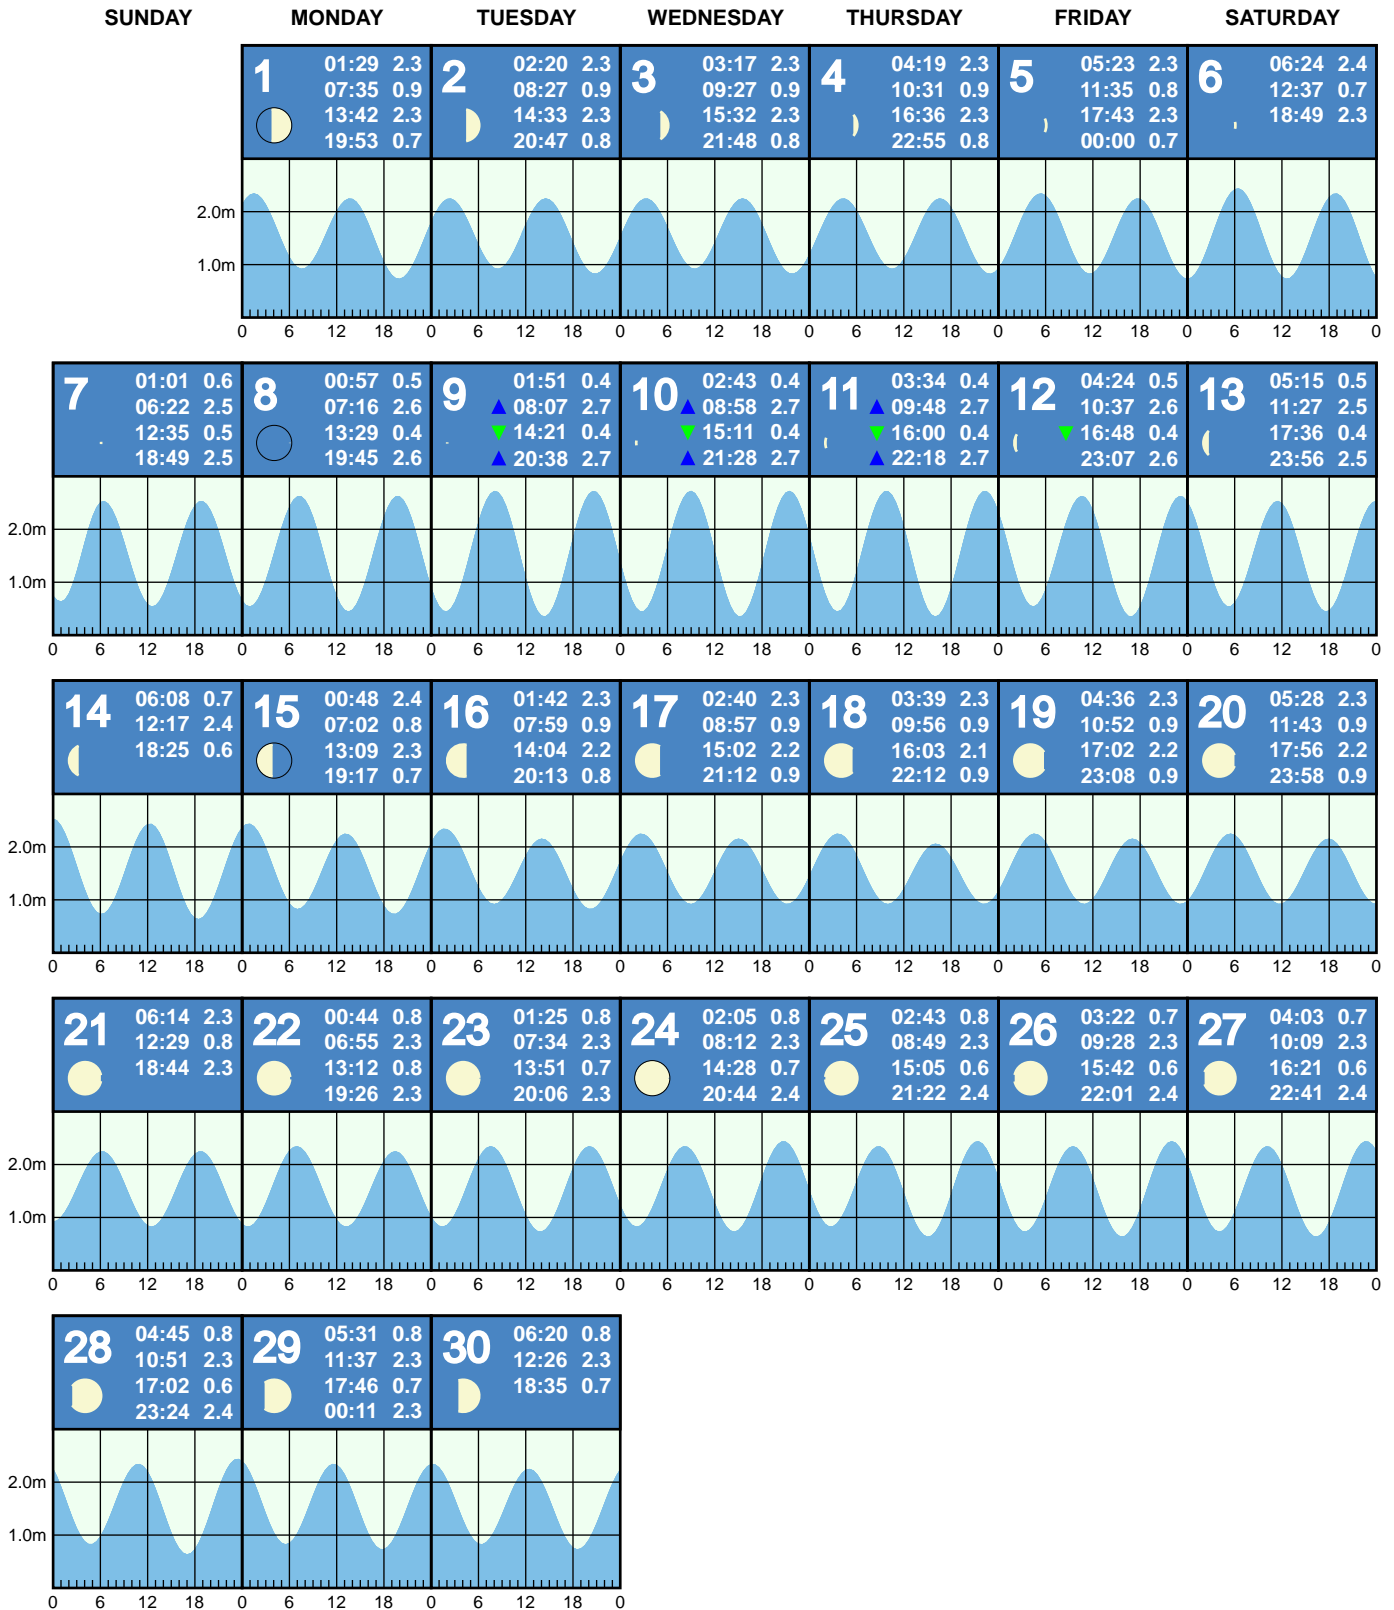 SUNDAY MONDAY TUESDAY WEDNESDAY THURSDAY FRIDAY SATURDAY
1 01:29 2.3
07:35 0.9
13:42 2.3
19:53 0.7
2 02:20 2.3
08:27 0.9
14:33 2.3
20:47 0.8
3 03:17 2.3
09:27 0.9
15:32 2.3
21:48 0.8
4 04:19 2.3
10:31 0.9
16:36 2.3
22:55 0.8
5 05:23 2.3
11:35 0.8
17:43 2.3
00:00 0.7
6 06:24 2.4
12:37 0.7
18:49 2.3
2.0m
1.0m
0 6 12 18 0 6 12 18 0 6 12 18 0 6 12 18 0 6 12 18 0 6 12 18 0
7 01:01 0.6
06:22 2.5
12:35 0.5
18:49 2.5
8 00:57 0.5
07:16 2.6
13:29 0.4
19:45 2.6
9 01:51 0.4
08:07 2.7
14:21 0.4
20:38 2.7
10 02:43 0.4
08:58 2.7
15:11 0.4
21:28 2.7
11 03:34 0.4
09:48 2.7
16:00 0.4
22:18 2.7
12 04:24 0.5
10:37 2.6
16:48 0.4
23:07 2.6
13 05:15 0.5
11:27 2.5
17:36 0.4
23:56 2.5
2.0m
1.0m
0 6 12 18 0 6 12 18 0 6 12 18 0 6 12 18 0 6 12 18 0 6 12 18 0 6 12 18 0
14 06:08 0.7
12:17 2.4
18:25 0.6
15 00:48 2.4
07:02 0.8
13:09 2.3
19:17 0.7
16 01:42 2.3
07:59 0.9
14:04 2.2
20:13 0.8
17 02:40 2.3
08:57 0.9
15:02 2.2
21:12 0.9
18 03:39 2.3
09:56 0.9
16:03 2.1
22:12 0.9
19 04:36 2.3
10:52 0.9
17:02 2.2
23:08 0.9
20 05:28 2.3
11:43 0.9
17:56 2.2
23:58 0.9
2.0m
1.0m
0 6 12 18 0 6 12 18 0 6 12 18 0 6 12 18 0 6 12 18 0 6 12 18 0 6 12 18 0
21 06:14 2.3
12:29 0.8
18:44 2.3
22 00:44 0.8
06:55 2.3
13:12 0.8
19:26 2.3
23 01:25 0.8
07:34 2.3
13:51 0.7
20:06 2.3
24 02:05 0.8
08:12 2.3
14:28 0.7
20:44 2.4
25 02:43 0.8
08:49 2.3
15:05 0.6
21:22 2.4
26 03:22 0.7
09:28 2.3
15:42 0.6
22:01 2.4
27 04:03 0.7
10:09 2.3
16:21 0.6
22:41 2.4
2.0m
1.0m
0 6 12 18 0 6 12 18 0 6 12 18 0 6 12 18 0 6 12 18 0 6 12 18 0 6 12 18 0
28 04:45 0.8
10:51 2.3
17:02 0.6
23:24 2.4
29 05:31 0.8
11:37 2.3
17:46 0.7
00:11 2.3
30 06:20 0.8
12:26 2.3
18:35 0.7
2.0m
1.0m
0 6 12 18 0 6 12 18 0 6 12 18 0